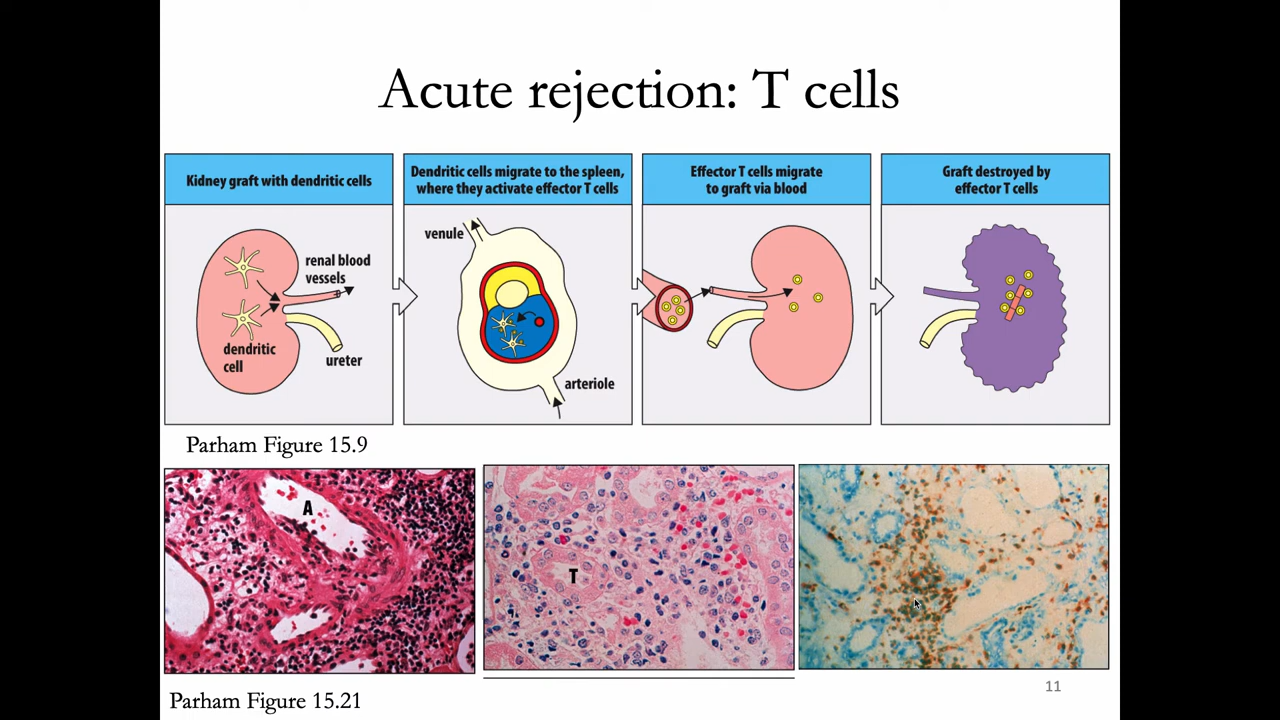 Acute rejection: T cells
Kidney graft with dendritic cells
Dendritic cells migrate to the spleen,
where they activate effector T cells
Effector T cells migrate
to graft via blood
Graft destroyed by
effector T cells
renal blood
vessels
dendritic
cell
ureter
venule
arteriole
Parham Figure 15.9
A
T
Parham Figure 15.21
11